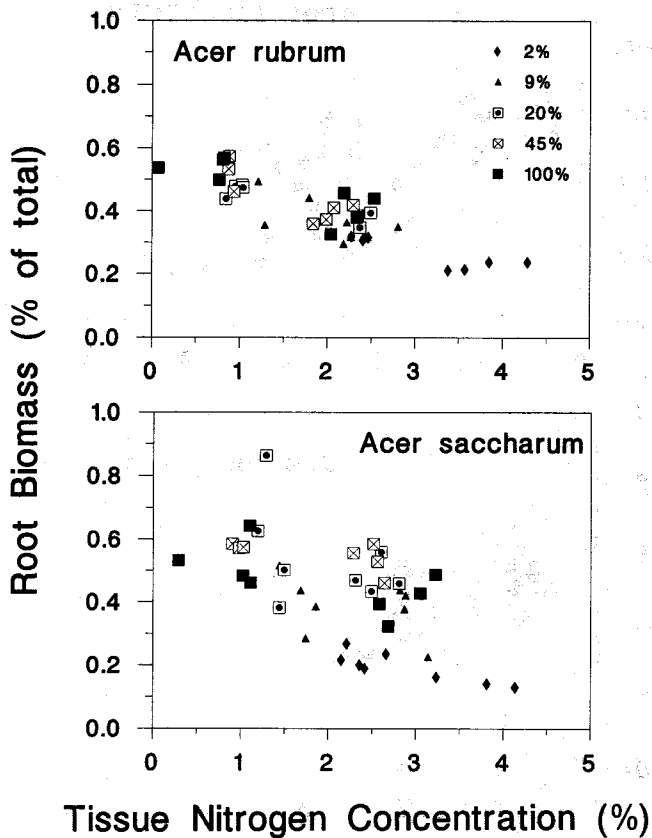 Root Biomass (% of total)
1.0
0.8
0.6
0.4
0.2
0.0
Acer rubrum
2%
9%
20%
45%
100%
0 1 2 3 4 5
1.0
0.8
0.6
0.4
0.2
0.0
Acer saccharum
0 1 2 3 4 5
Tissue Nitrogen Concentration (%)